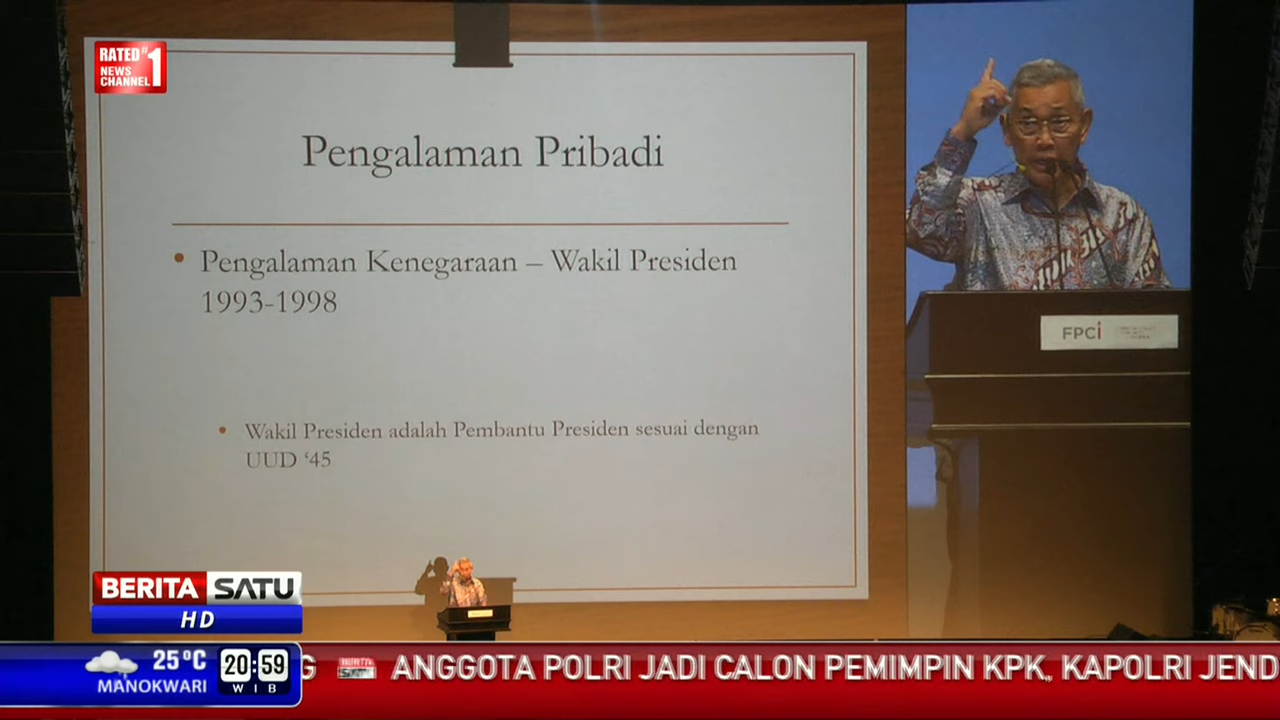 RATED #1
NEWS
CHANNEL
Pengalaman Pribadi
• Pengalaman Kenegaraan – Wakil Presiden
1993-1998
• Wakil Presiden adalah Pembantu Presiden sesuai dengan
UUD ‘45
FPCi
BERITA SATU
HD
25°C
MANOKWARI
20:59
WIB
G
BERITA SATU
ANGGOTA POLRI JADI CALON PEMIMPIN KPK, KAPOLRI JEND